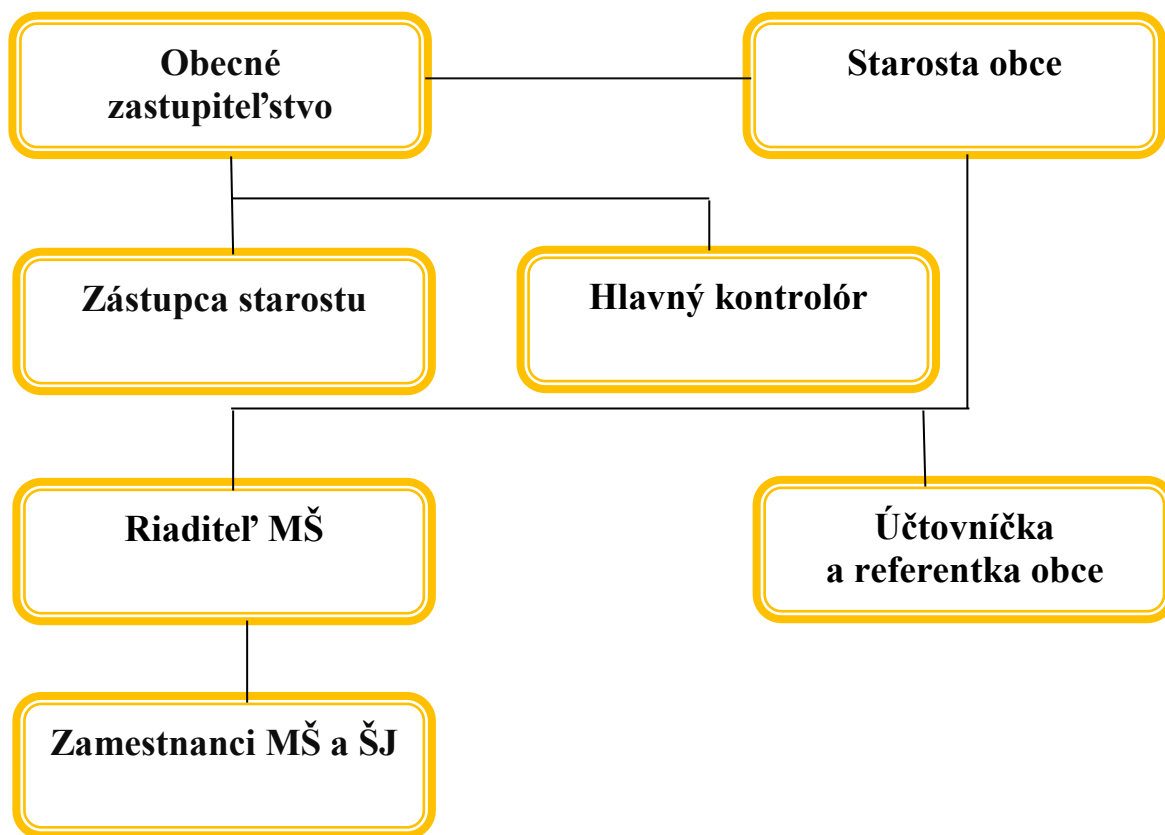 Obecné
zastupiteľstvo
Starosta obce
Zástupca starostu
Hlavný kontrolór
Riaditeľ MŠ
Účtovníčka
a referentka obce
Zamestnanci MŠ a ŠJ